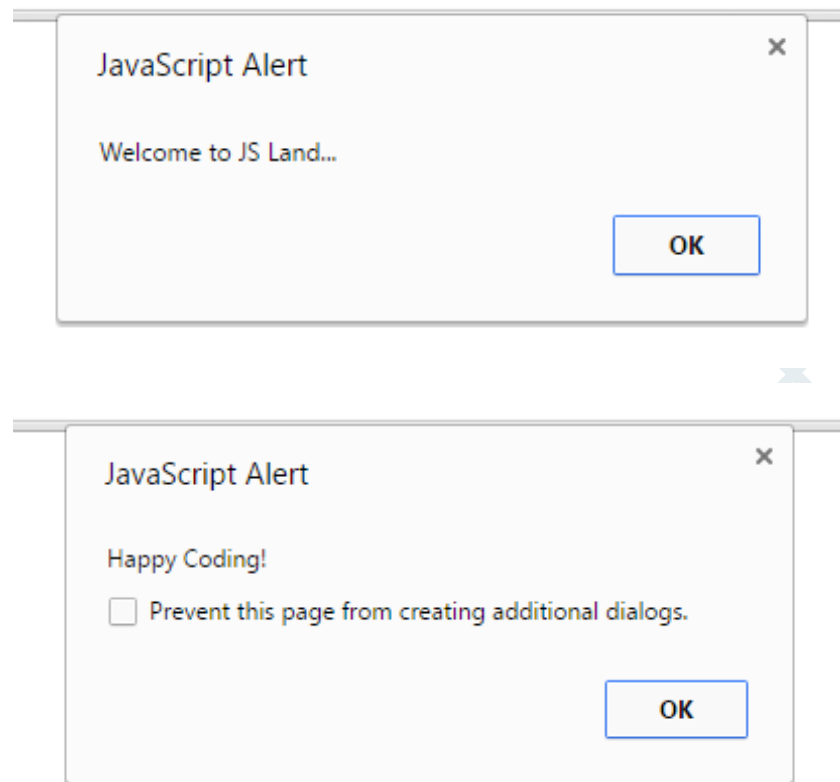 JavaScript Alert
Welcome to JS Land...
OK
JavaScript Alert
Happy Coding!
Prevent this page from creating additional dialogs.
OK